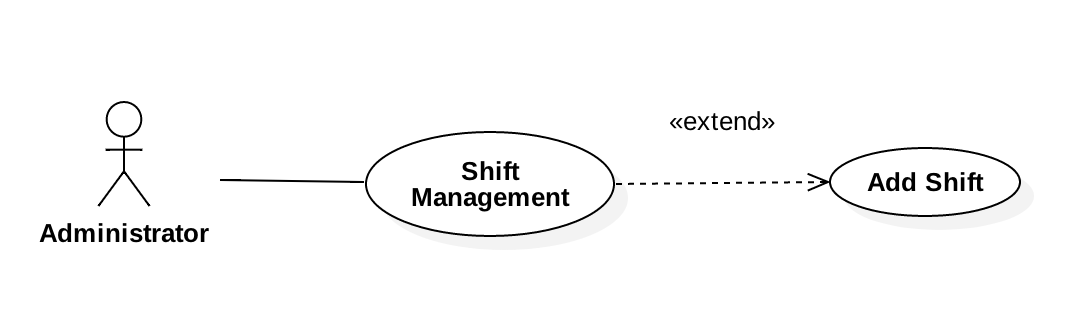 «extend»
Shift
Management
Add Shift
Administrator